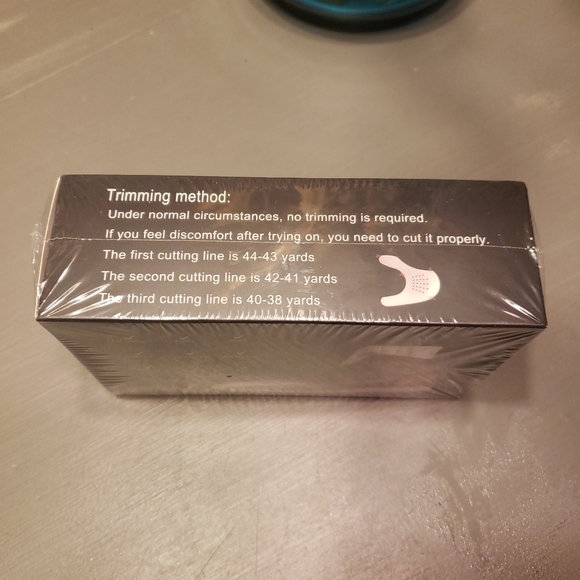 Trimming method:
Under normal circumstances, no trimming is required.
If you feel discomfort after trying on, you need to cut it properly.
The first cutting line is 44-43 yards
The second cutting line is 42-41 yards
The third cutting line is 40-38 yards